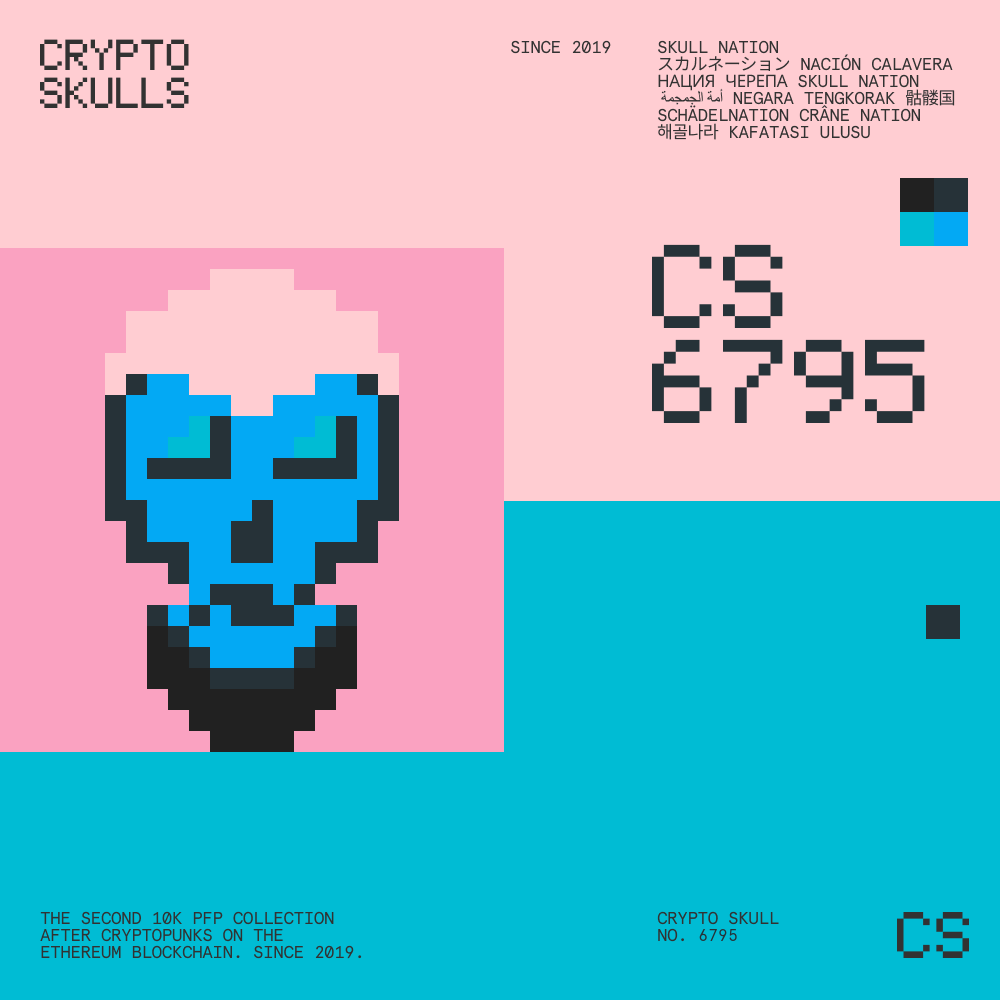 CRYPTO
SKULLS
SINCE 2019
SKULL NATION
スカルネーション NACIÓN CALAVERA
НАЦИЯ ЧЕРЕПА SKULL NATION
أمة الجمجمة NEGARA TENGKORAK 骷髅国
SCHÄDELNATION CRÂNE NATION
해골나라 KAFATASI ULUSU
CS
6795
THE SECOND 10K PFP COLLECTION
AFTER CRYPTOPUNKS ON THE
ETHEREUM BLOCKCHAIN. SINCE 2019.
CRYPTO SKULL
NO. 6795
CS